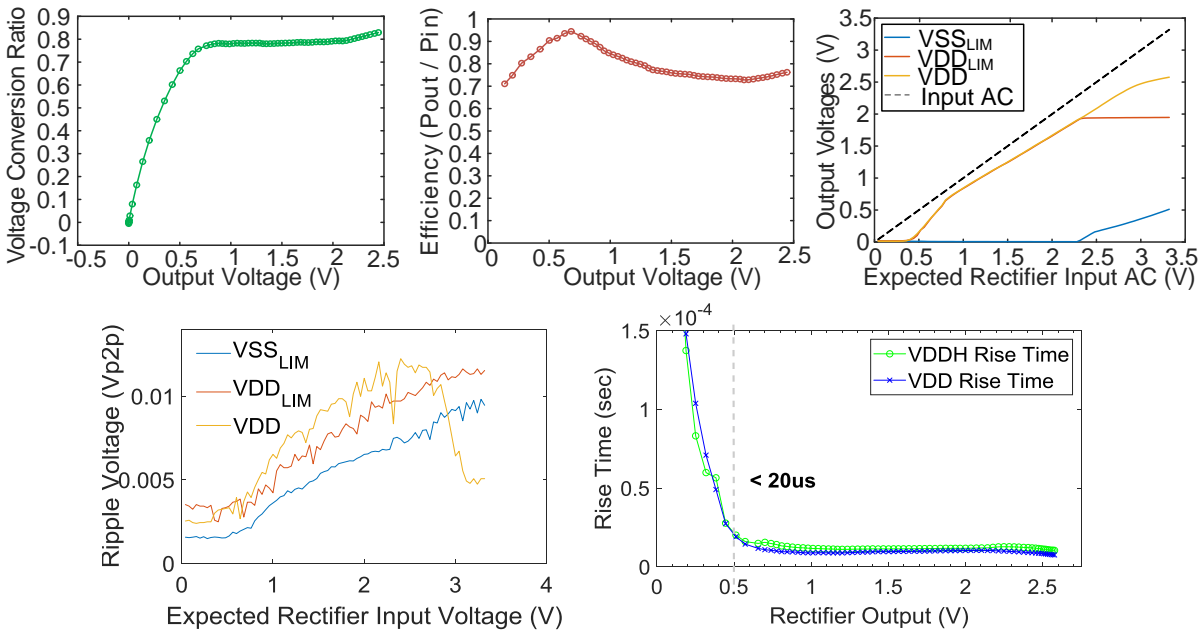 Voltage Conversion Ratio
0.9
0.8
0.7
0.6
0.5
0.4
0.3
0.2
0.1
0
-0.1
-0.5 0 0.5 1 1.5 2 2.5
Output Voltage (V)
Efficiency (Pout / Pin)
1
0.9
0.8
0.7
0.6
0.5
0.4
0.3
0.2
0.1
0
0 0.5 1 1.5 2 2.5
Output Voltage (V)
Output Voltages (V)
3.5
3
2.5
2
1.5
1
0.5
0
VSS_LIM
VDD_LIM
VDD
Input AC
0 0.5 1 1.5 2 2.5 3 3.5
Expected Rectifier Input AC (V)
Ripple Voltage (Vp2p)
0.01
0.005
0
VSS_LIM
VDD_LIM
VDD
0 1 2 3 4
Expected Rectifier Input Voltage (V)
Rise Time (sec)
×10^-4
1.5
1
0.5
0
VDDH Rise Time
VDD Rise Time
< 20us
0 0.5 1 1.5 2 2.5
Rectifier Output (V)